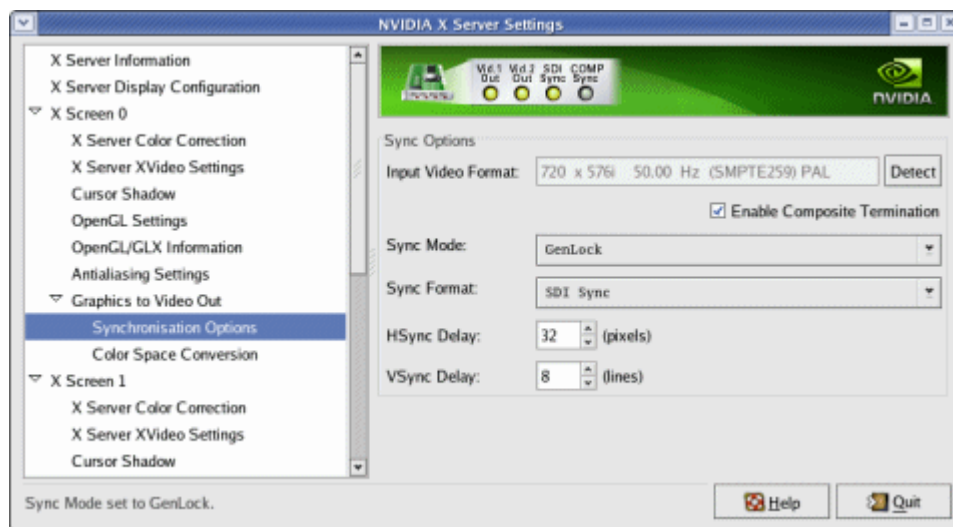 NVIDIA X Server Settings
X Server Information
X Server Display Configuration
X Screen 0
X Server Color Correction
X Server XVideo Settings
Cursor Shadow
OpenGL Settings
OpenGL/GLX Information
Antialiasing Settings
Graphics to Video Out
Synchronisation Options
Color Space Conversion
X Screen 1
X Server Color Correction
X Server XVideo Settings
Cursor Shadow
Vid.1 Vid.2 SDI COMP
Out Out Sync Sync
NVIDIA
Sync Options
Input Video Format: 720 x 576i 50.00 Hz (SMPTE259) PAL Detect
Enable Composite Termination
Sync Mode: GenLock
Sync Format: SDI Sync
HSync Delay: 32 (pixels)
VSync Delay: 8 (lines)
Sync Mode set to GenLock.
Help Quit